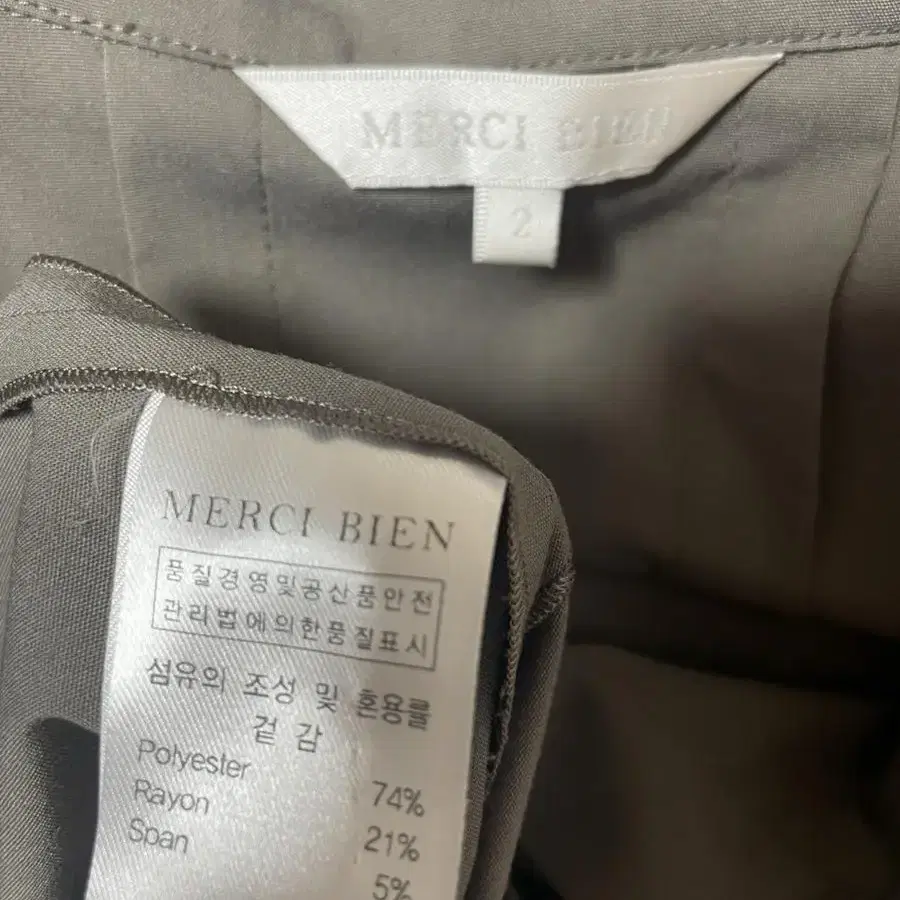 MERCI BIEN
2
MERCI BIEN
품질경영및공산품안전
관리법에의한품질표시
섬유의 조성 및 혼용률
겉 감
Polyester 74%
Rayon 21%
Span 5%